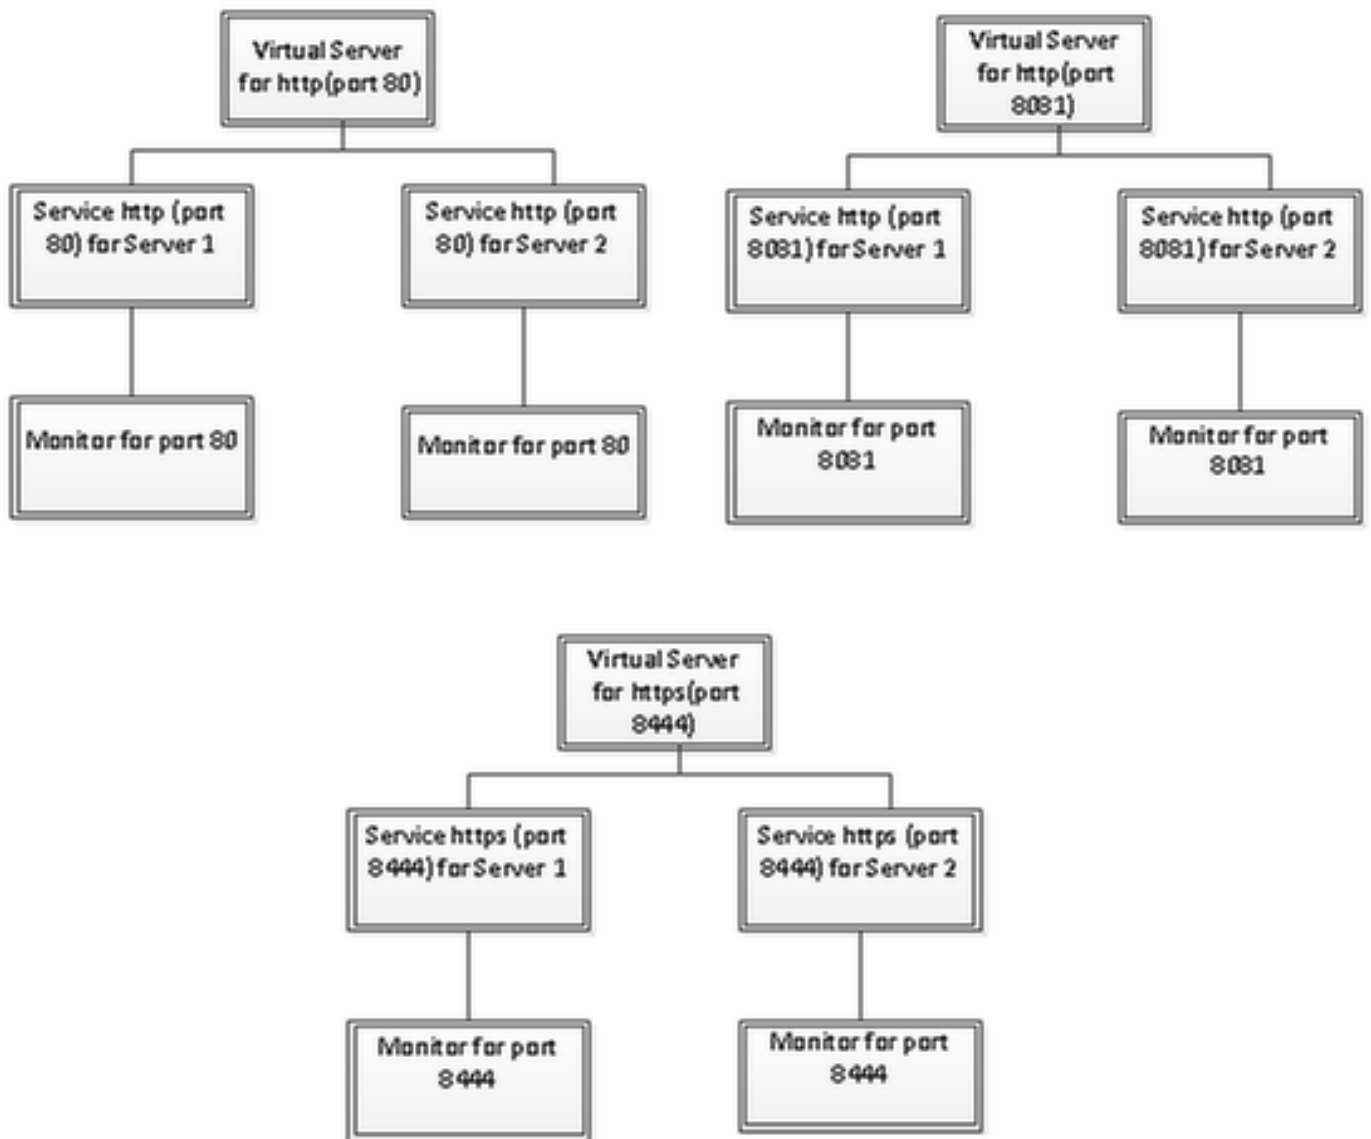 Virtual Server
for http(port 80)
Service http (port
80) for Server 1
Service http (port
80) for Server 2
Monitor for port 80
Monitor for port 80
Virtual Server
for http(port
8081)
Service http (port
8081) for Server 1
Service http (port
8081) for Server 2
Monitor for port
8081
Monitor for port
8081
Virtual Server
for https(port
8444)
Service https (port
8444) for Server 1
Service https (port
8444) for Server 2
Monitor for port
8444
Monitor for port
8444